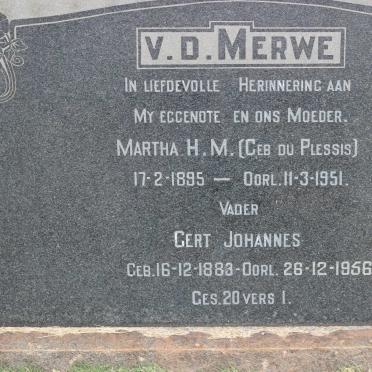 V.D. MERWE
IN LIEFDEVOLLE HERINNERING AAN
MY EGGENOTE EN ONS MOEDER.
MARTHA H.M. (GEB DU PLESSIS)
17-2-1895 — OORL. 11-3-1951.
VADER
GERT JOHANNES
GEB. 16-12-1883-OORL. 26-12-1956
GES. 20 VERS 1.